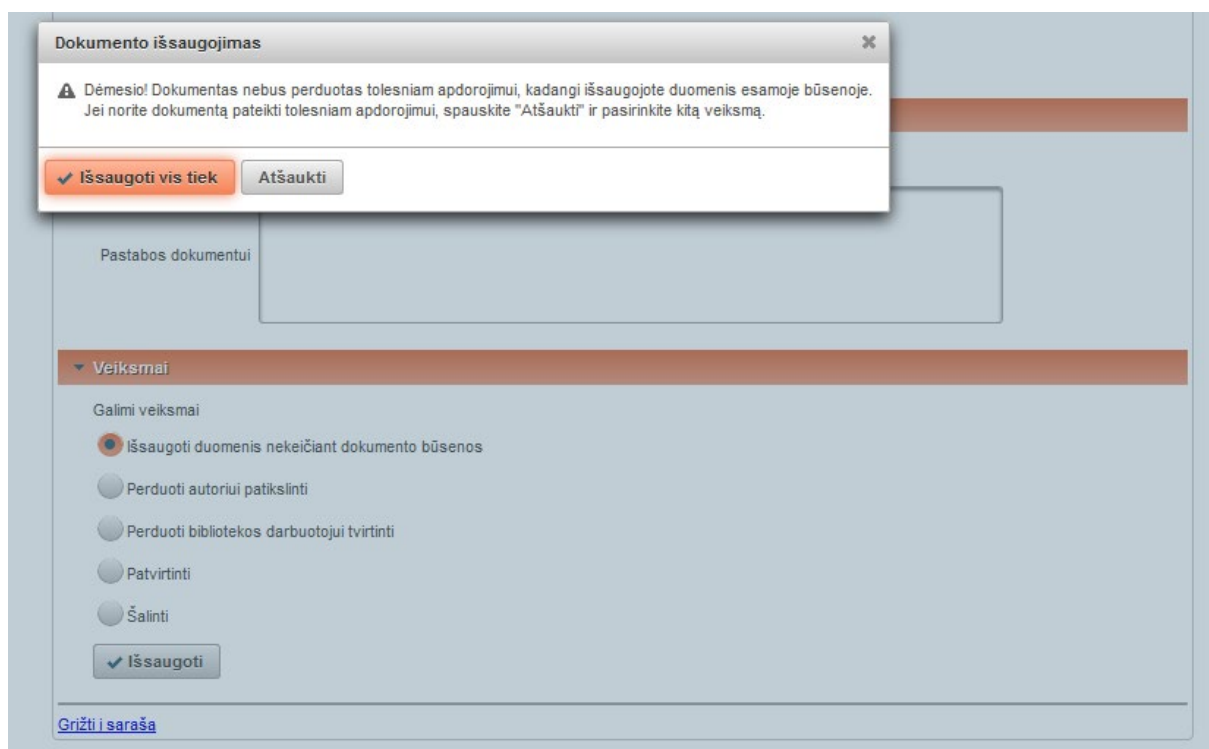 Dokumento išsaugojimas
Dėmesio! Dokumentas nebus perduotas tolesniam apdorojimui, kadangi išsaugojote duomenis esamoje būsenoje.
Jei norite dokumentą pateikti tolesniam apdorojimui, spauskite "Atšaukti" ir pasirinkite kitą veiksmą.
Išsaugoti vis tiek Atšaukti
Pastabos dokumentui
Veiksmai
Galimi veiksmai
Išsaugoti duomenis nekeičiant dokumento būsenos
Perduoti autoriui patikslinti
Perduoti bibliotekos darbuotojui tvirtinti
Patvirtinti
Šalinti
Išsaugoti
Grįžti į sąrašą